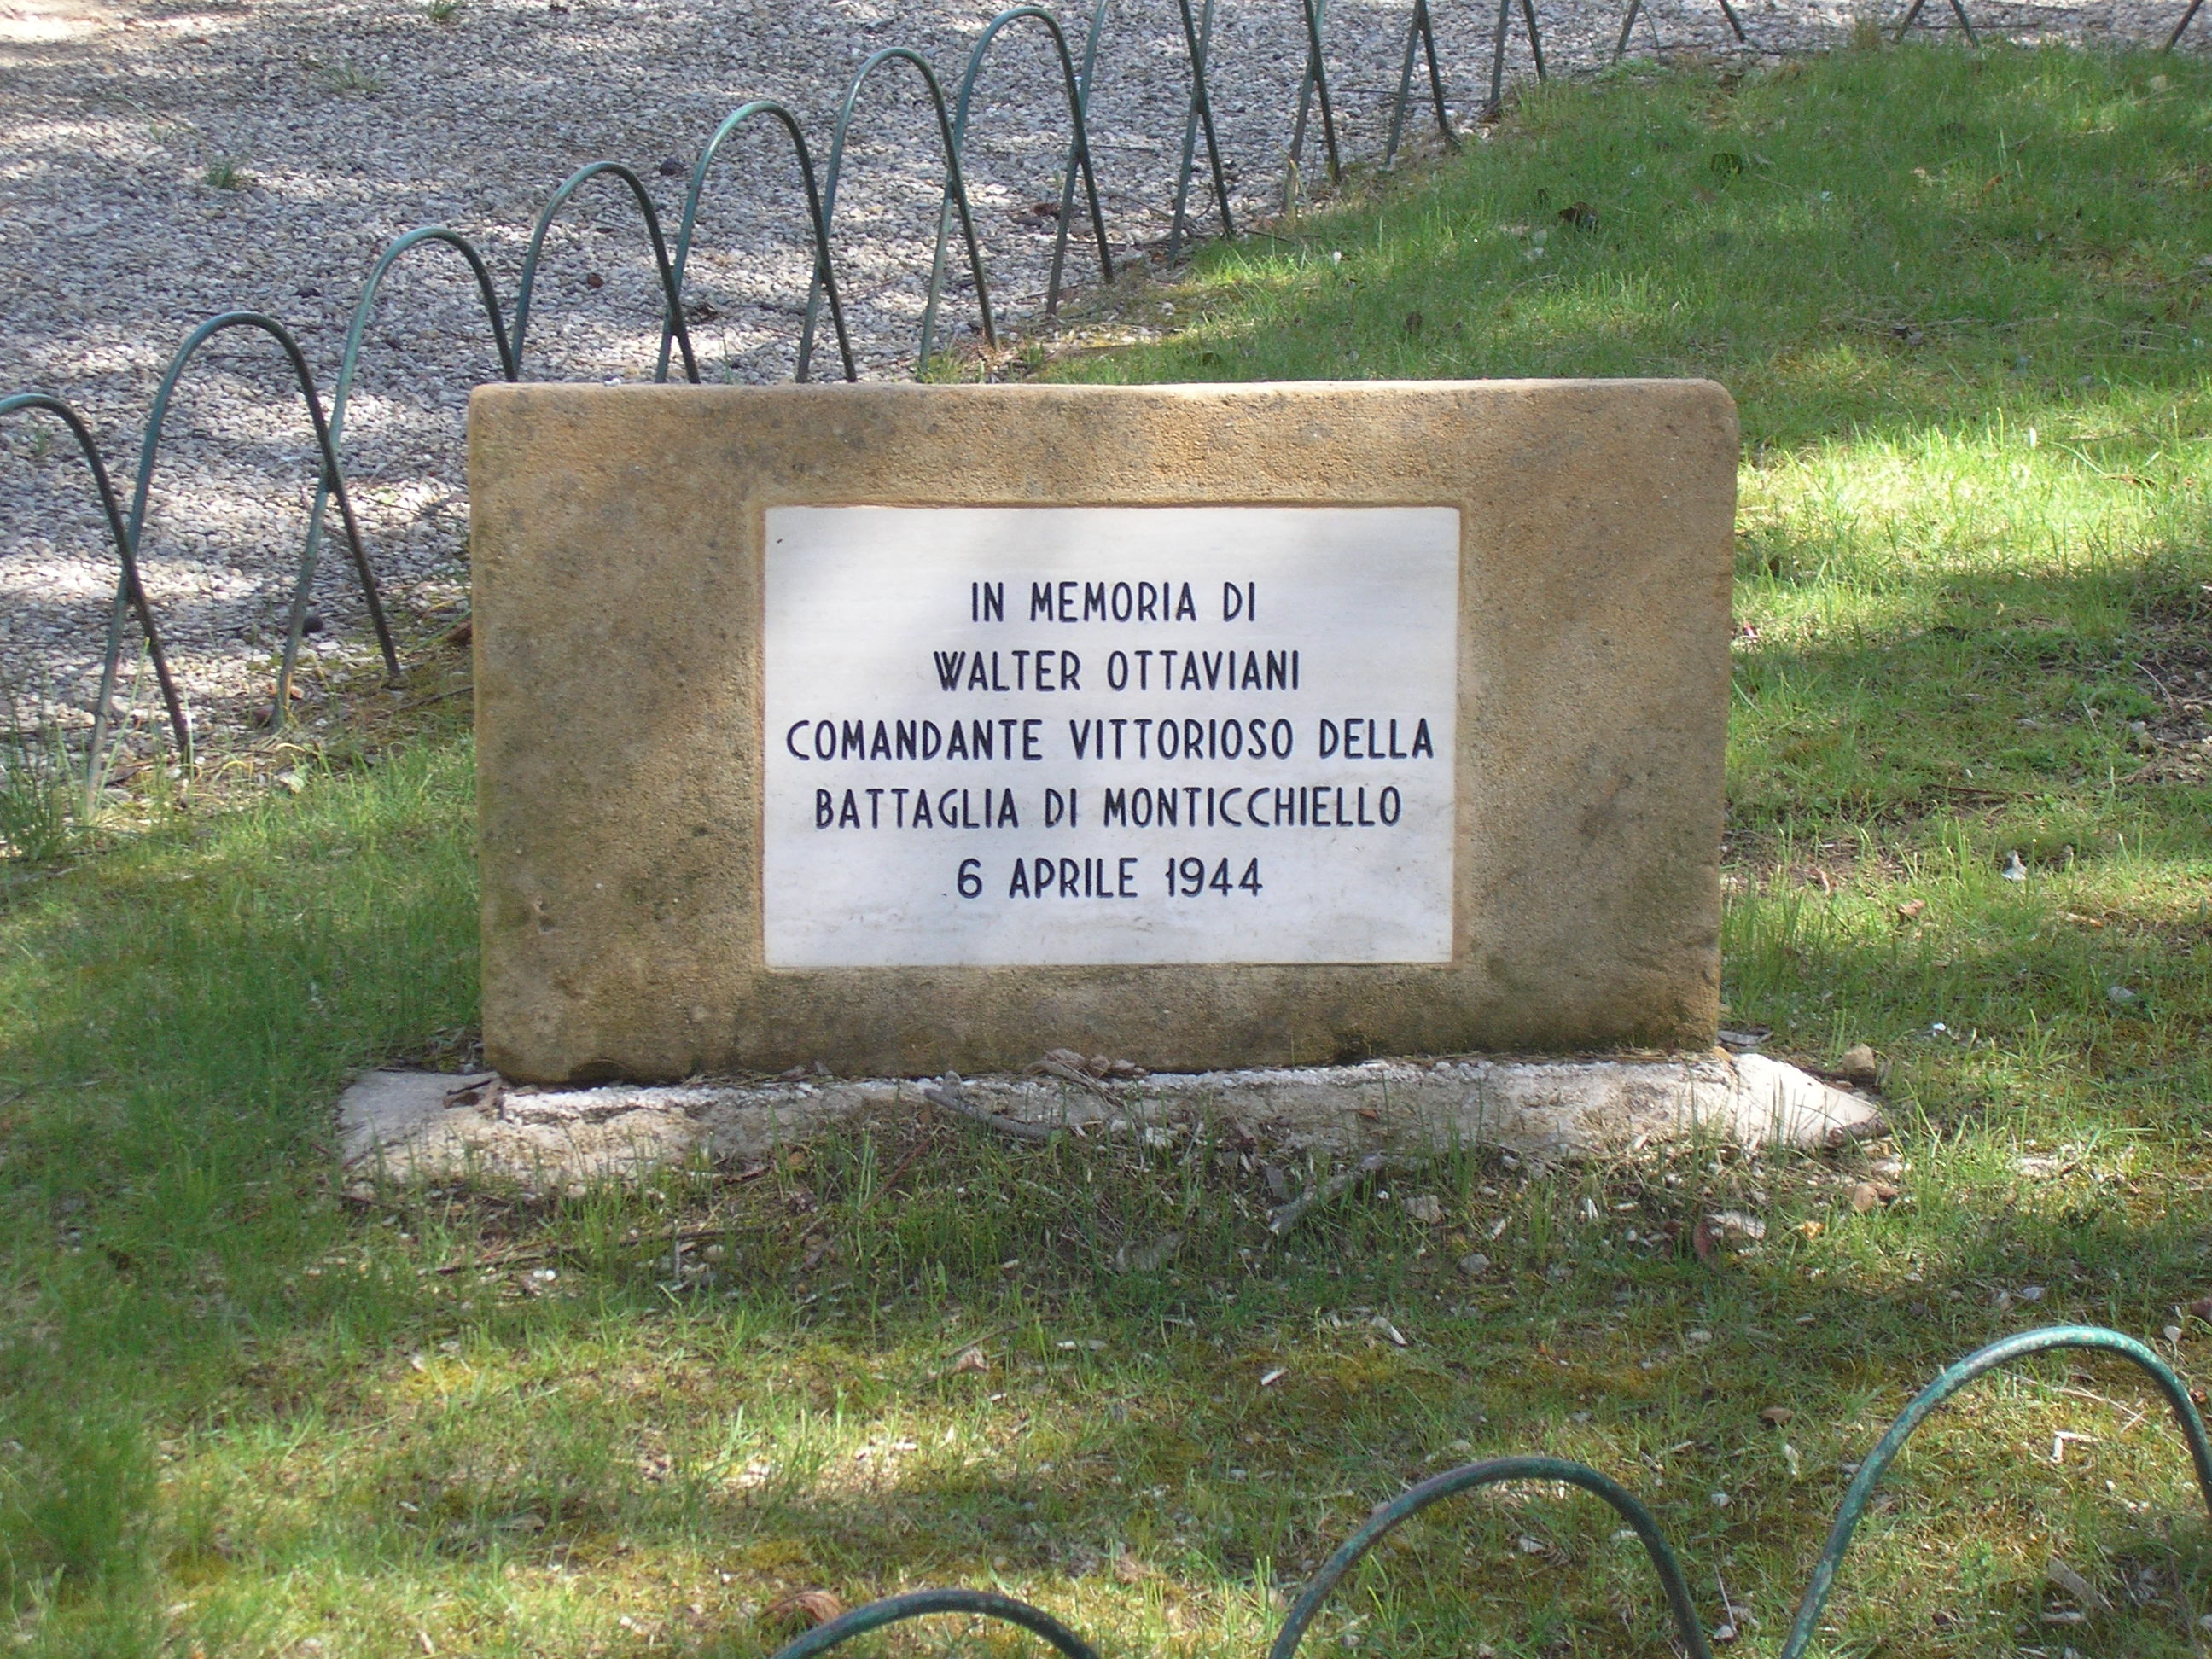 IN MEMORIA DI
WALTER OTTAVIANI
COMANDANTE VITTORIOSO DELLA
BATTAGLIA DI MONTICCHIELLO
6 APRILE 1944